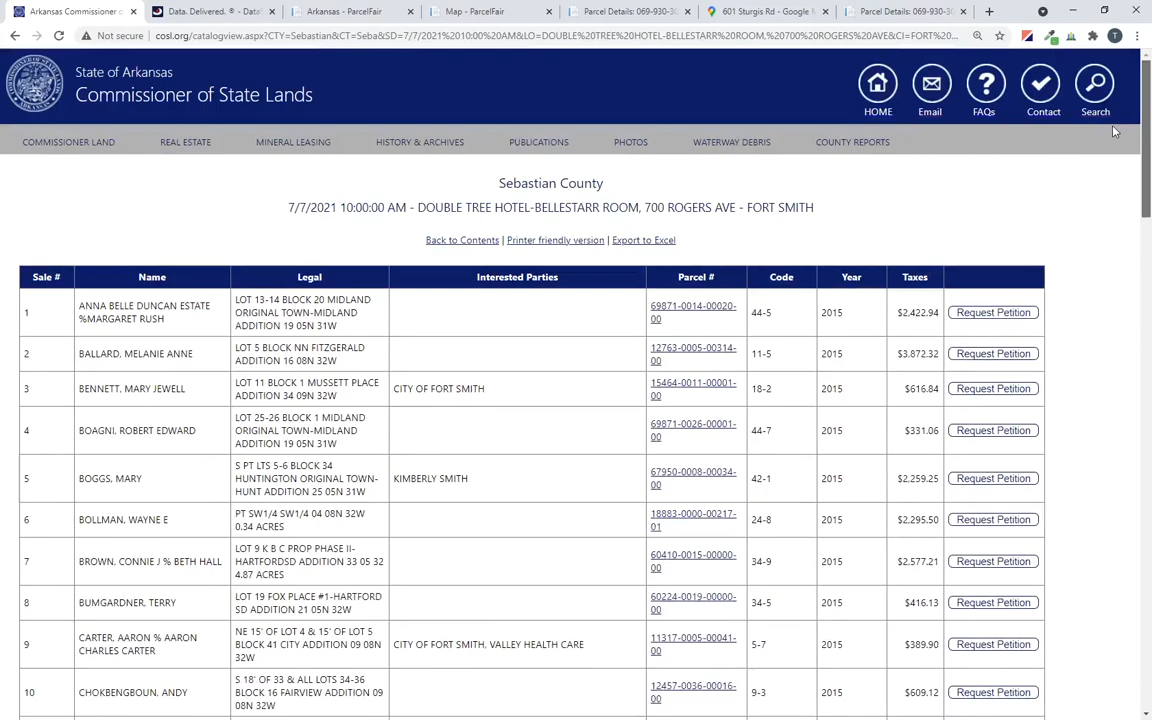 Arkansas Commissioner o
Data. Delivered. ® - Data
Arkansas - ParcelFair
Map - ParcelFair
Parcel Details: 069-930-30
601 Sturgis Rd - Google M
Parcel Details: 069-930-3
Not secure
cosl.org/catalogview.aspx?CTY=Sebastian&CT=Seba&SD=7/7/2021%2010:00%20AM&LO=DOUBLE%20TREE%20HOTEL-BELLESTARR%20ROOM,%20700%20ROGERS%20AVE&CI=FORT%...
T
State of Arkansas
Commissioner of State Lands
HOME
Email
FAQs
Contact
Search
COMMISSIONER LAND
REAL ESTATE
MINERAL LEASING
HISTORY & ARCHIVES
PUBLICATIONS
PHOTOS
WATERWAY DEBRIS
COUNTY REPORTS
Sebastian County
7/7/2021 10:00:00 AM - DOUBLE TREE HOTEL-BELLESTARR ROOM, 700 ROGERS AVE - FORT SMITH
Back to Contents | Printer friendly version | Export to Excel
Sale # Name Legal Interested Parties Parcel # Code Year Taxes
1
ANNA BELLE DUNCAN ESTATE
%MARGARET RUSH
LOT 13-14 BLOCK 20 MIDLAND
ORIGINAL TOWN-MIDLAND
ADDITION 19 05N 31W
69871-0014-00020-
00
44-5
2015
$2,422.94
Request Petition
2
BALLARD, MELANIE ANNE
LOT 5 BLOCK NN FITZGERALD
ADDITION 16 08N 32W
12763-0005-00314-
00
11-5
2015
$3,872.32
Request Petition
3
BENNETT, MARY JEWELL
LOT 11 BLOCK 1 MUSSETT PLACE
ADDITION 34 09N 32W
CITY OF FORT SMITH
15464-0011-00001-
00
18-2
2015
$616.84
Request Petition
4
BOAGNI, ROBERT EDWARD
LOT 25-26 BLOCK 1 MIDLAND
ORIGINAL TOWN-MIDLAND
ADDITION 19 05N 31W
69871-0026-00001-
00
44-7
2015
$331.06
Request Petition
5
BOGGS, MARY
S PT LTS 5-6 BLOCK 34
HUNTINGTON ORIGINAL TOWN-
HUNT ADDITION 25 05N 31W
KIMBERLY SMITH
67950-0008-00034-
00
42-1
2015
$2,259.25
Request Petition
6
BOLLMAN, WAYNE E
PT SW1/4 SW1/4 04 08N 32W
0.34 ACRES
18883-0000-00217-
01
24-8
2015
$2,295.50
Request Petition
7
BROWN, CONNIE J % BETH HALL
LOT 9 K B C PROP PHASE II-
HARTFORDSD ADDITION 33 05 32
4.87 ACRES
60410-0015-00000-
00
34-9
2015
$2,577.21
Request Petition
8
BUMGARDNER, TERRY
LOT 19 FOX PLACE #1-HARTFORD
SD ADDITION 21 05N 32W
60224-0019-00000-
00
34-5
2015
$416.13
Request Petition
9
CARTER, AARON % AARON
CHARLES CARTER
NE 15' OF LOT 4 & 15' OF LOT 5
BLOCK 41 CITY ADDITION 09 08N
32W
CITY OF FORT SMITH, VALLEY HEALTH CARE
11317-0005-00041-
00
5-7
2015
$389.90
Request Petition
10
CHOKBENGBOUN, ANDY
S 18' OF 33 & ALL LOTS 34-36
BLOCK 16 FAIRVIEW ADDITION 09
08N 32W
12457-0036-00016-
00
9-3
2015
$609.12
Request Petition